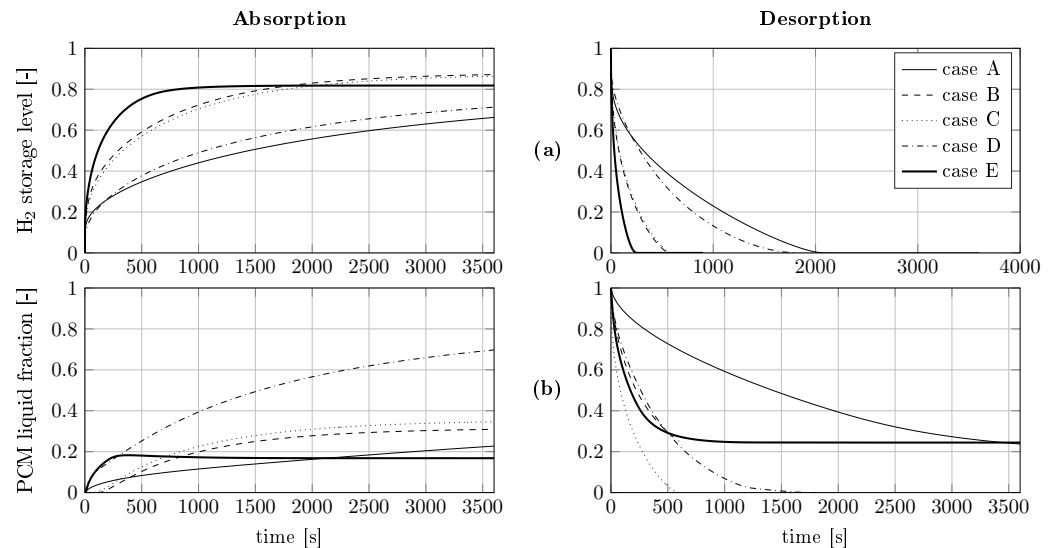 Absorption
Desorption
H₂ storage level [-]
1
0.8
0.6
0.4
0.2
0
0 500 1000 1500 2000 2500 3000 3500
(a)
1
0.8
0.6
0.4
0.2
0
0 1000 2000 3000 4000
case A
case B
case C
case D
case E
PCM liquid fraction [-]
1
0.8
0.6
0.4
0.2
0
0 500 1000 1500 2000 2500 3000 3500
time [s]
(b)
1
0.8
0.6
0.4
0.2
0
0 500 1000 1500 2000 2500 3000 3500
time [s]